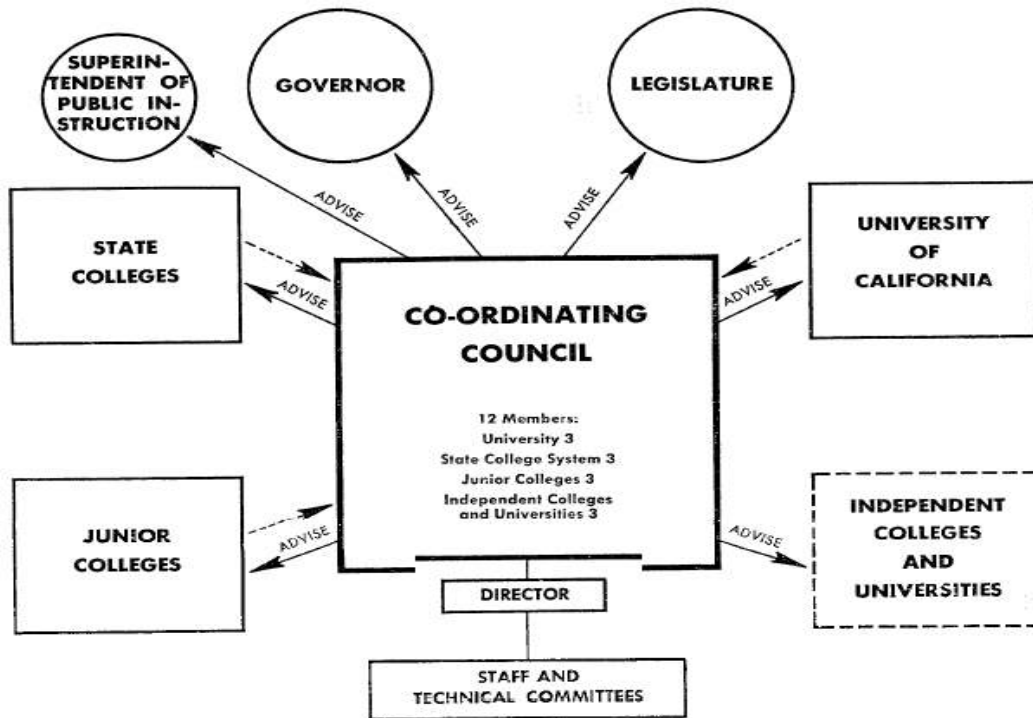 SUPERIN-
TENDENT OF
PUBLIC IN-
STRUCTION
GOVERNOR
LEGISLATURE
ADVISE
ADVISE
ADVISE
STATE
COLLEGES
ADVISE
UNIVERSITY
OF
CALIFORNIA
ADVISE
CO-ORDINATING
COUNCIL
12 Members:
University 3
State College System 3
Junior Colleges 3
Independent Colleges
and Universities 3
JUNIOR
COLLEGES
ADVISE
INDEPENDENT
COLLEGES
AND
UNIVERSITIES
ADVISE
DIRECTOR
STAFF AND
TECHNICAL COMMITTEES